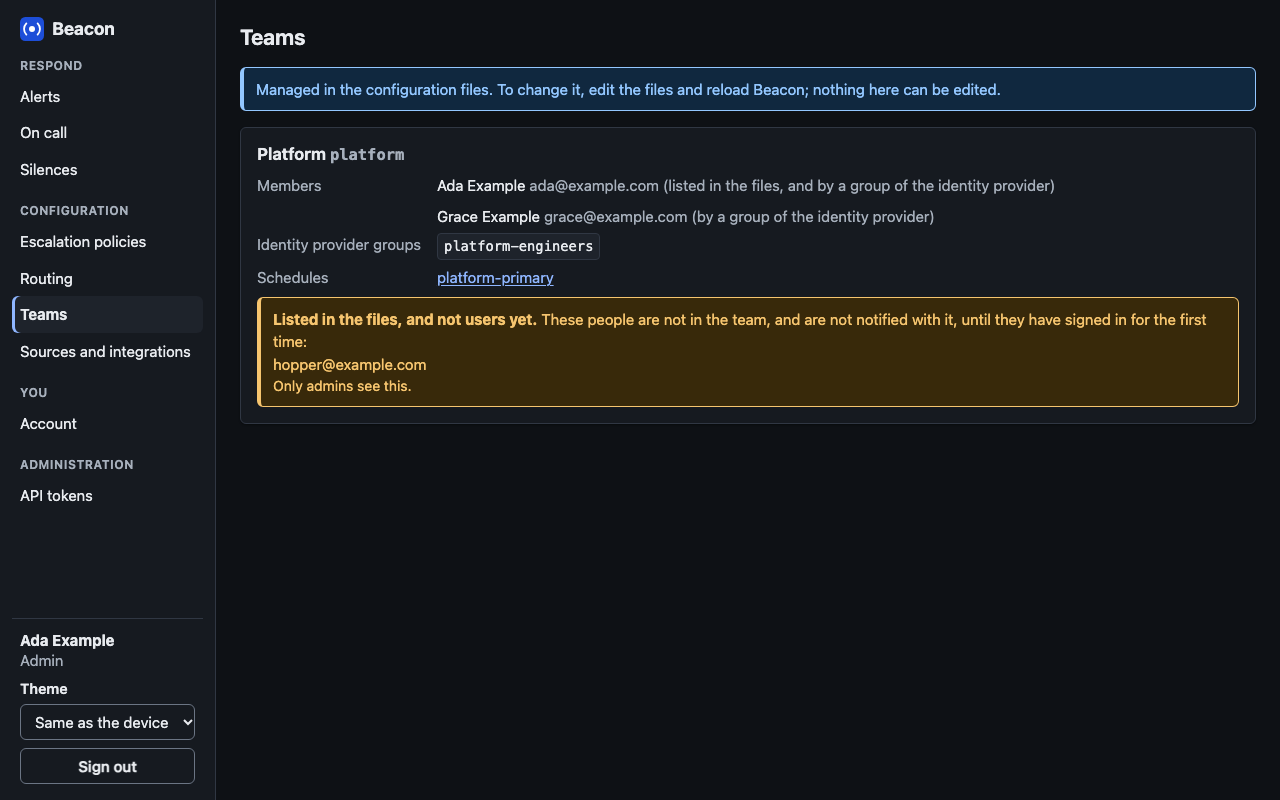 Beacon
RESPOND
Alerts
On call
Silences
CONFIGURATION
Escalation policies
Routing
Teams
Sources and integrations
YOU
Account
ADMINISTRATION
API tokens
Ada Example
Admin
Theme
Same as the device
Sign out
Teams
Managed in the configuration files. To change it, edit the files and reload Beacon; nothing here can be edited.
Platform platform
Members Ada Example ada@example.com (listed in the files, and by a group of the identity provider)
Grace Example grace@example.com (by a group of the identity provider)
Identity provider groups platform-engineers
Schedules platform-primary
Listed in the files, and not users yet. These people are not in the team, and are not notified with it, until they have signed in for the first
time:
hopper@example.com
Only admins see this.